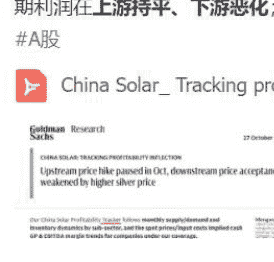 期利润在上游持平、下游恶化
#A股
China Solar_ Tracking pr
Goldman Sachs Research
27 October
CHINA SOLAR: TRACKING PROFITABILITY INFLECTION
Upstream price hike paused in Oct, downstream price acceptan
weakened by higher silver price
Our China Solar Profitability Tracker follows monthly supply/demand and
inventory dynamics by sub-sector, and the spot prices/input costs implied cash
GP & EBITDA margin trends for companies under our coverage.